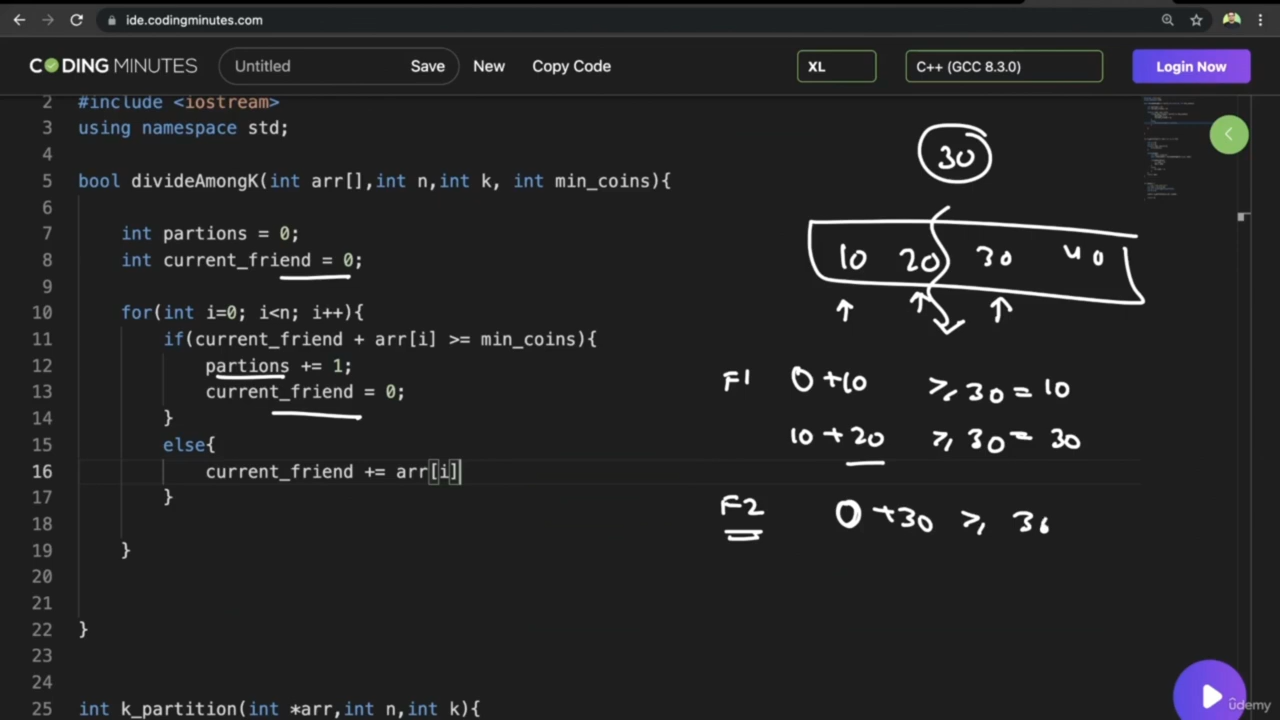 ide.codingminutes.com
CODING MINUTES
Untitled
Save
New
Copy Code
XL
C++ (GCC 8.3.0)
Login Now
2 #include <iostream>
3 using namespace std;
4
5 bool divideAmongK(int arr[],int n,int k, int min_coins){
6
7 int partions = 0;
8 int current_friend = 0;
9
10 for(int i=0; i<n; i++){
11 if(current_friend + arr[i] >= min_coins){
12 partions += 1;
13 current_friend = 0;
14 }
15 else{
16 current_friend += arr[i]
17 }
18
19 }
20
21
22 }
23
24
25 int k_partition(int *arr,int n,int k){
30
10 20 30 40
F1 0 +10 ≥ 30 = 10
10 + 20 ≥ 30 = 30
F2 0 +30 ≥ 30
ûdemy